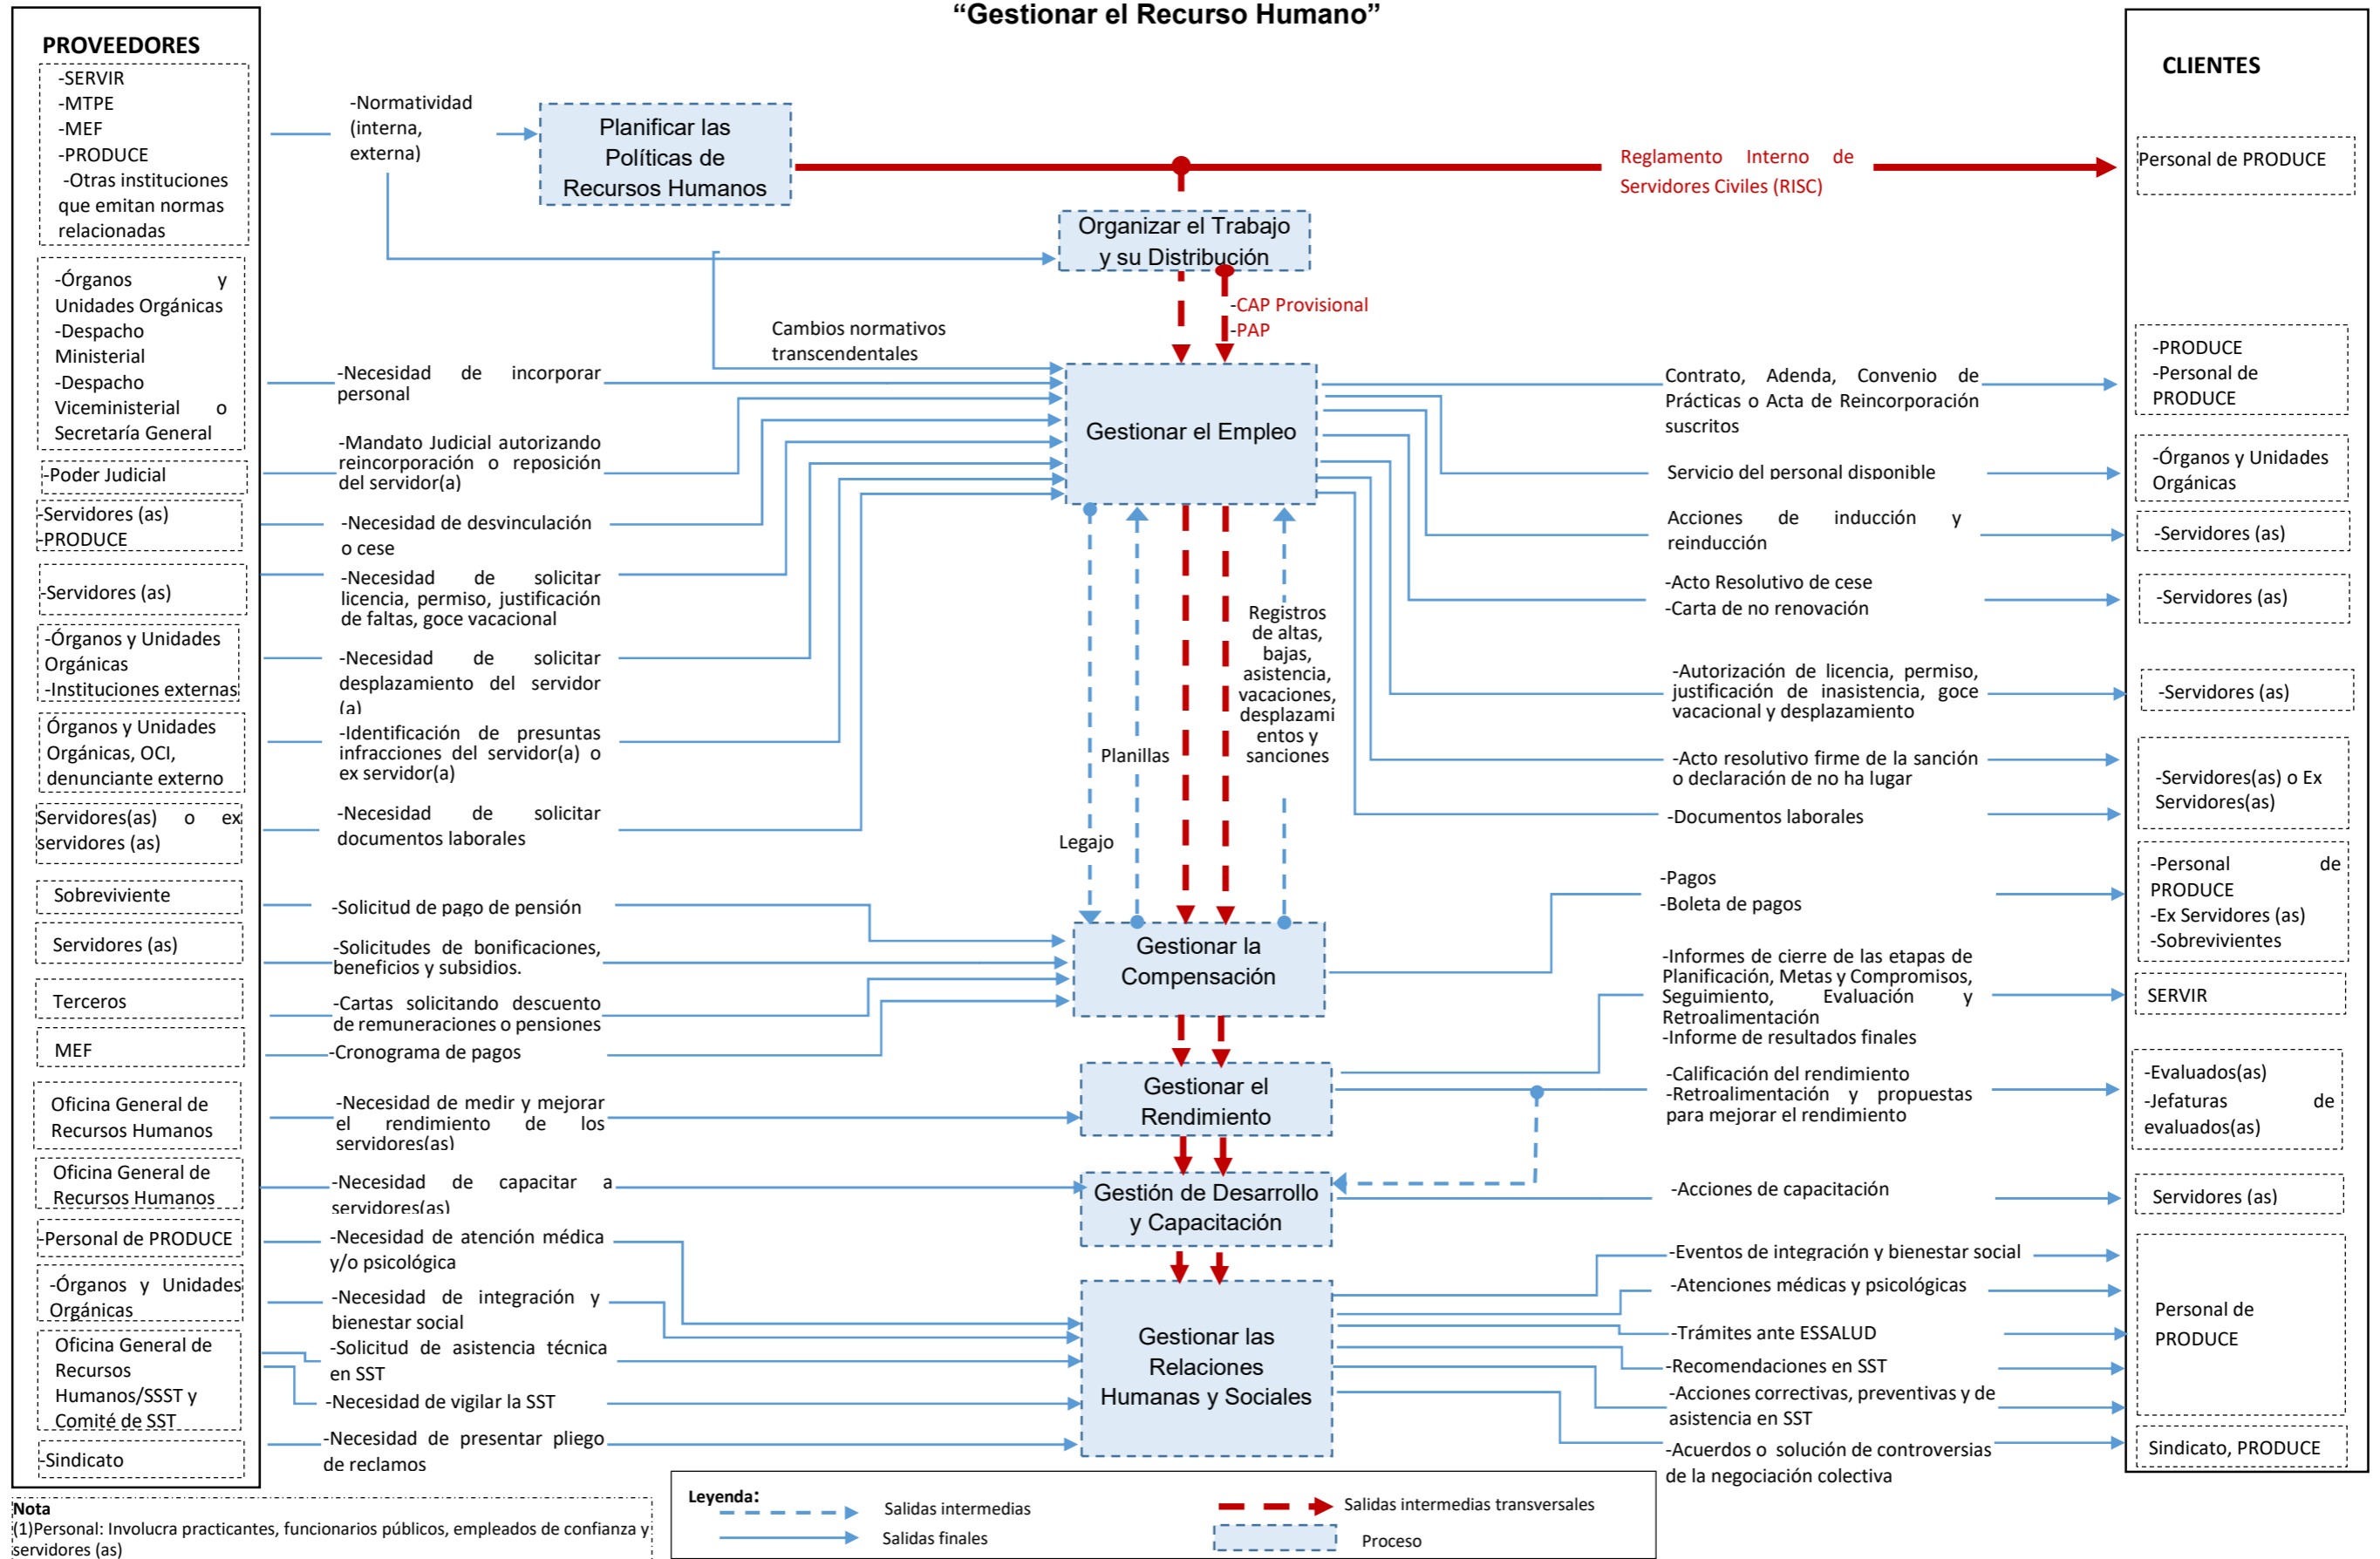 “Gestionar el Recurso Humano”
PROVEEDORES
-SERVIR
-MTPE
-MEF
-PRODUCE
-Otras instituciones
que emitan normas
relacionadas
-Órganos y
Unidades Orgánicas
-Despacho
Ministerial
-Despacho
Viceministerial o
Secretaría General
-Poder Judicial
-Servidores (as)
-PRODUCE
-Servidores (as)
-Órganos y Unidades
Orgánicas
-Instituciones externas
Órganos y Unidades
Orgánicas, OCI,
denunciante externo
Servidores(as) o ex
servidores (as)
Sobreviviente
Servidores (as)
Terceros
MEF
Oficina General de
Recursos Humanos
Oficina General de
Recursos Humanos
-Personal de PRODUCE
-Órganos y Unidades
Orgánicas
Oficina General de
Recursos
Humanos/SSST y
Comité de SST
-Sindicato
-Normatividad
(interna,
externa)
Cambios normativos
transcendentales
-Necesidad de incorporar
personal
-Mandato Judicial autorizando
reincorporación o reposición
del servidor(a)
-Necesidad de desvinculación
o cese
-Necesidad de solicitar
licencia, permiso, justificación
de faltas, goce vacacional
-Necesidad de solicitar
desplazamiento del servidor
(a)
-Identificación de presuntas
infracciones del servidor(a) o
ex servidor(a)
-Necesidad de solicitar
documentos laborales
-Solicitud de pago de pensión
-Solicitudes de bonificaciones,
beneficios y subsidios.
-Cartas solicitando descuento
de remuneraciones o pensiones
-Cronograma de pagos
-Necesidad de medir y mejorar
el rendimiento de los
servidores(as)
-Necesidad de capacitar a
servidores(as)
-Necesidad de atención médica
y/o psicológica
-Necesidad de integración y
bienestar social
-Solicitud de asistencia técnica
en SST
-Necesidad de vigilar la SST
-Necesidad de presentar pliego
de reclamos
Planificar las
Políticas de
Recursos Humanos
Organizar el Trabajo
y su Distribución
-CAP Provisional
-PAP
Gestionar el Empleo
Legajo
Planillas
Registros
de altas,
bajas,
asistencia,
vacaciones,
desplazami
entos y
sanciones
Gestionar la
Compensación
Gestionar el
Rendimiento
Gestión de Desarrollo
y Capacitación
Gestionar las
Relaciones
Humanas y Sociales
Reglamento Interno de
Servidores Civiles (RISC)
Contrato, Adenda, Convenio de
Prácticas o Acta de Reincorporación
suscritos
Servicio del personal disponible
Acciones de inducción y
reinducción
-Acto Resolutivo de cese
-Carta de no renovación
-Autorización de licencia, permiso,
justificación de inasistencia, goce
vacacional y desplazamiento
-Acto resolutivo firme de la sanción
o declaración de no ha lugar
-Documentos laborales
-Pagos
-Boleta de pagos
-Informes de cierre de las etapas de
Planificación, Metas y Compromisos,
Seguimiento, Evaluación y
Retroalimentación
-Informe de resultados finales
-Calificación del rendimiento
-Retroalimentación y propuestas
para mejorar el rendimiento
-Acciones de capacitación
-Eventos de integración y bienestar social
-Atenciones médicas y psicológicas
-Trámites ante ESSALUD
-Recomendaciones en SST
-Acciones correctivas, preventivas y de
asistencia en SST
-Acuerdos o solución de controversias
de la negociación colectiva
CLIENTES
Personal de PRODUCE
-PRODUCE
-Personal de
PRODUCE
-Órganos y Unidades
Orgánicas
-Servidores (as)
-Servidores (as)
-Servidores (as)
-Servidores(as) o Ex
Servidores(as)
-Personal de
PRODUCE
-Ex Servidores (as)
-Sobrevivientes
SERVIR
-Evaluados(as)
-Jefaturas de
evaluados(as)
Servidores (as)
Personal de
PRODUCE
Sindicato, PRODUCE
Nota
(1)Personal: Involucra practicantes, funcionarios públicos, empleados de confianza y
servidores (as)
Leyenda:
Salidas intermedias
Salidas finales
Salidas intermedias transversales
Proceso